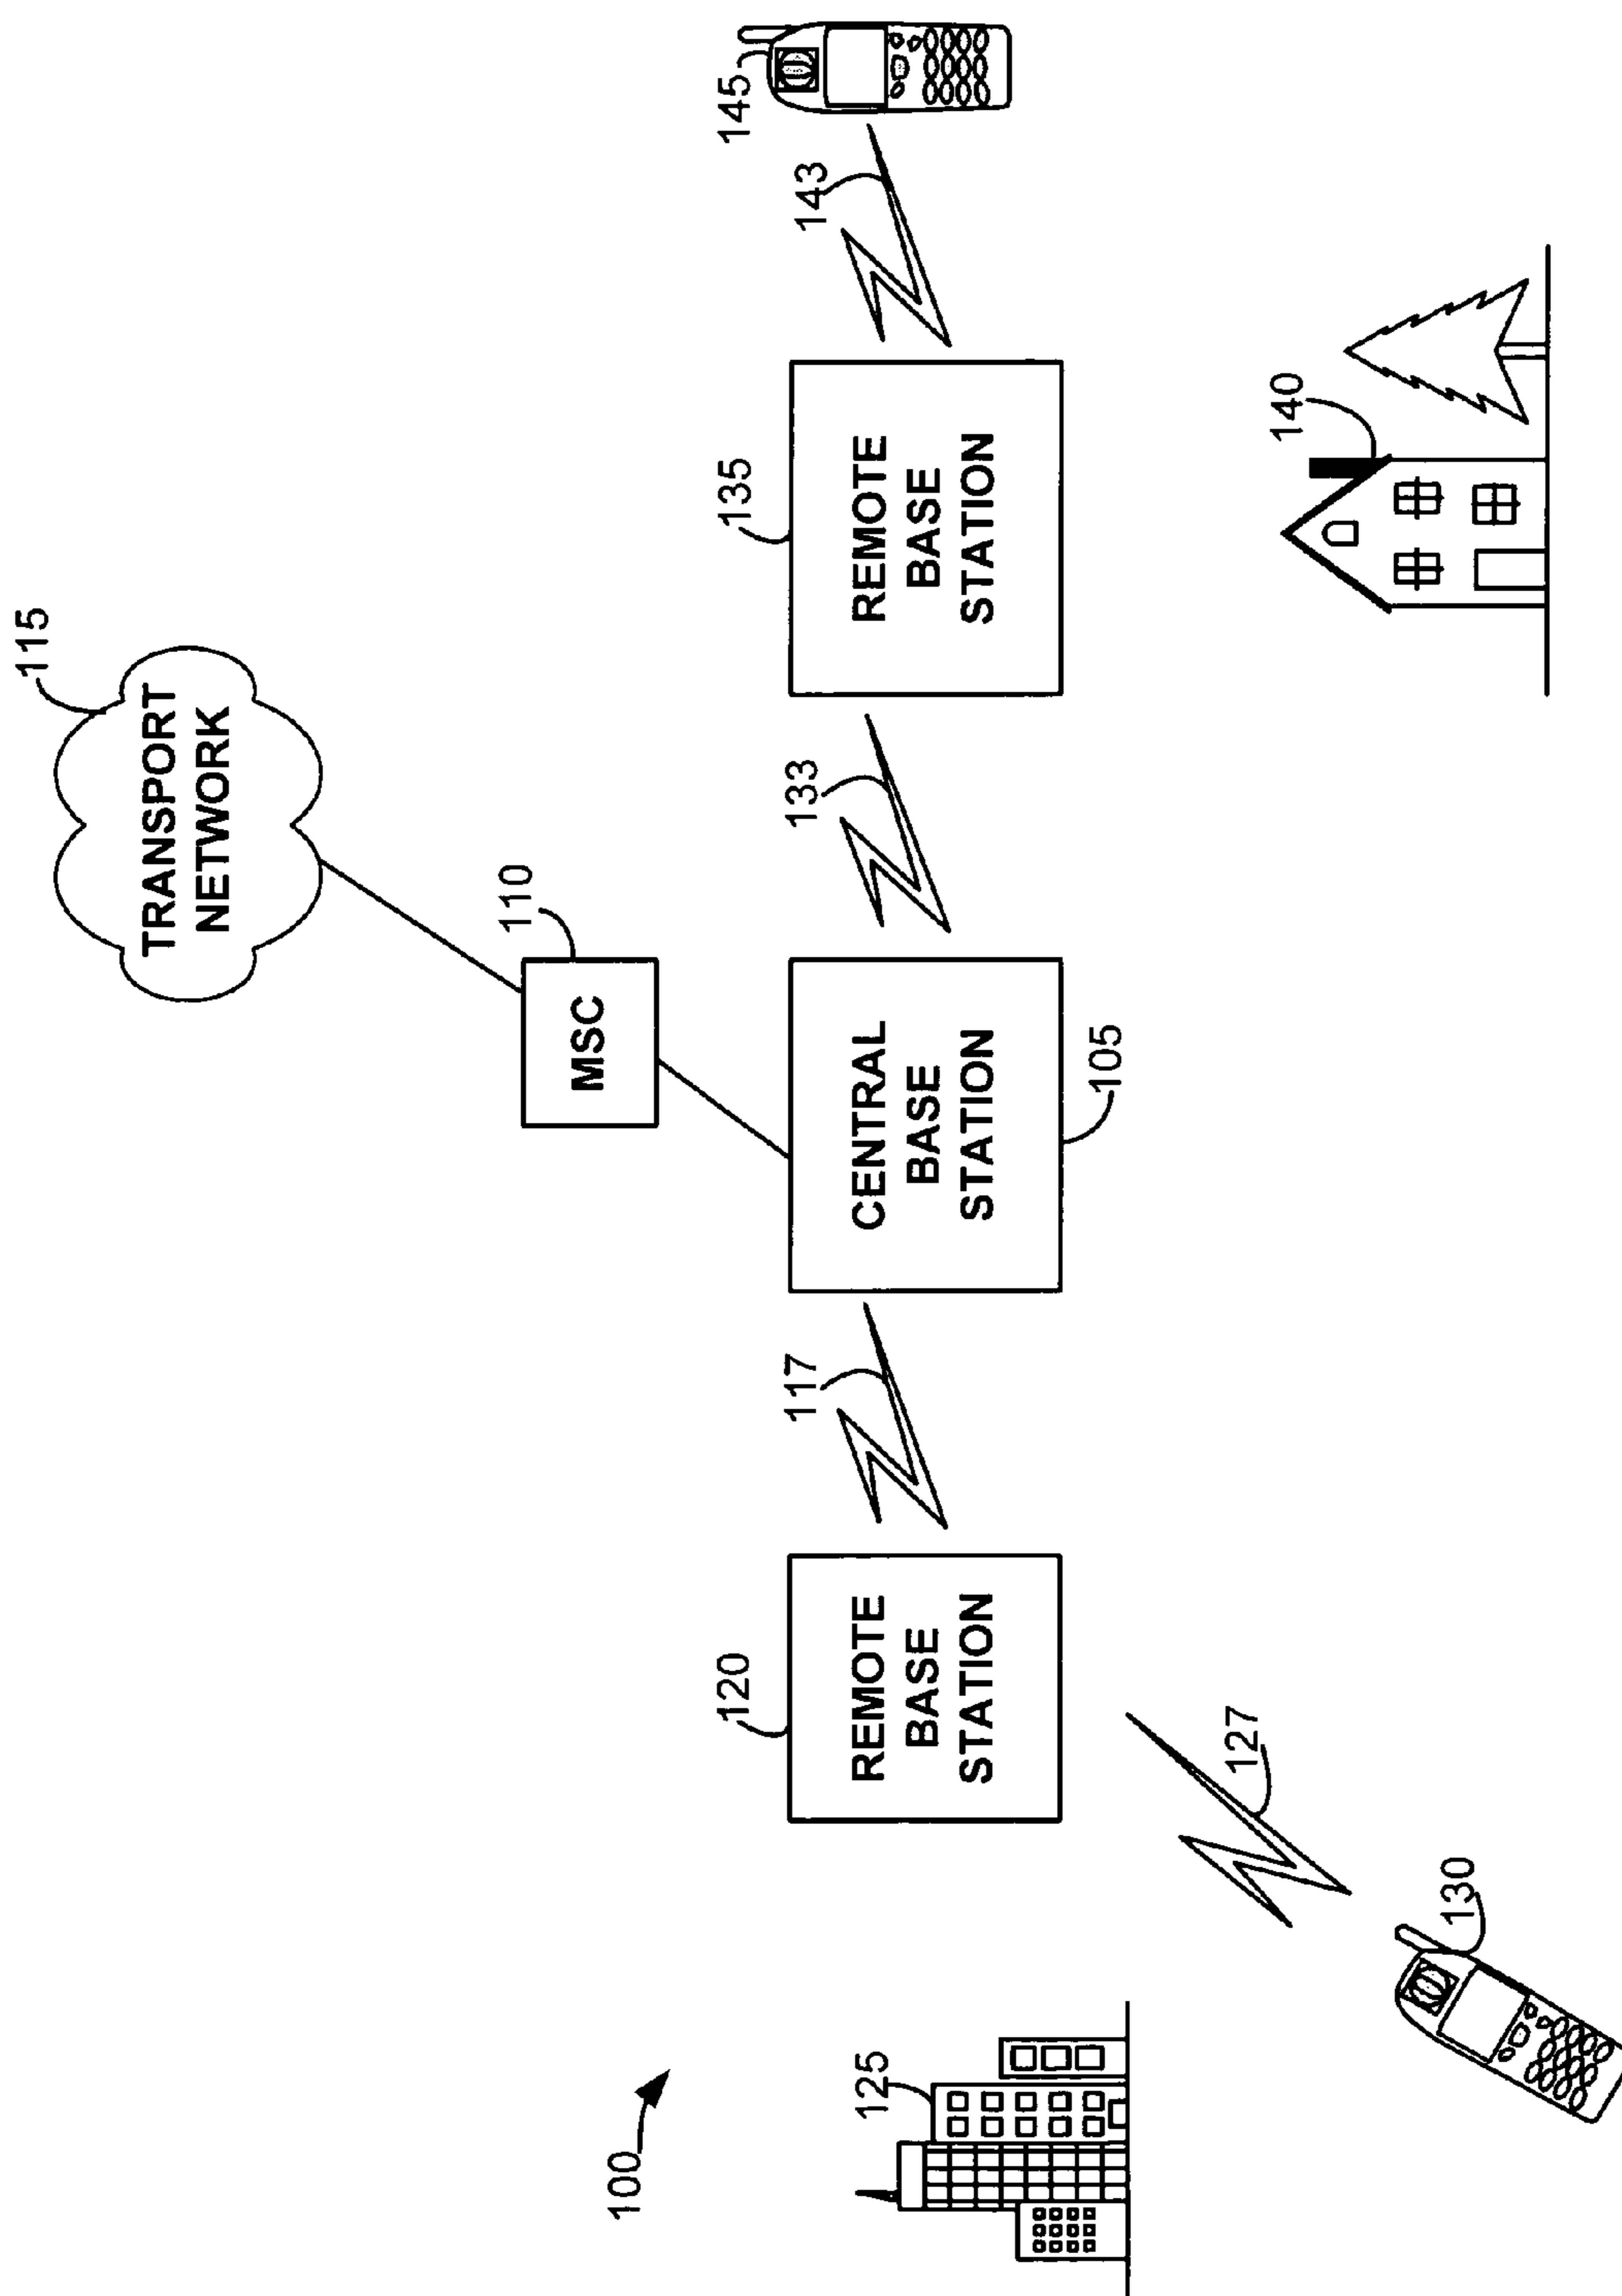 115
TRANSPORT
NETWORK
110
MSC
100
120
117
133
135
143
145
REMOTE
BASE
STATION
CENTRAL
BASE
STATION
REMOTE
BASE
STATION
125
105
127
140
130